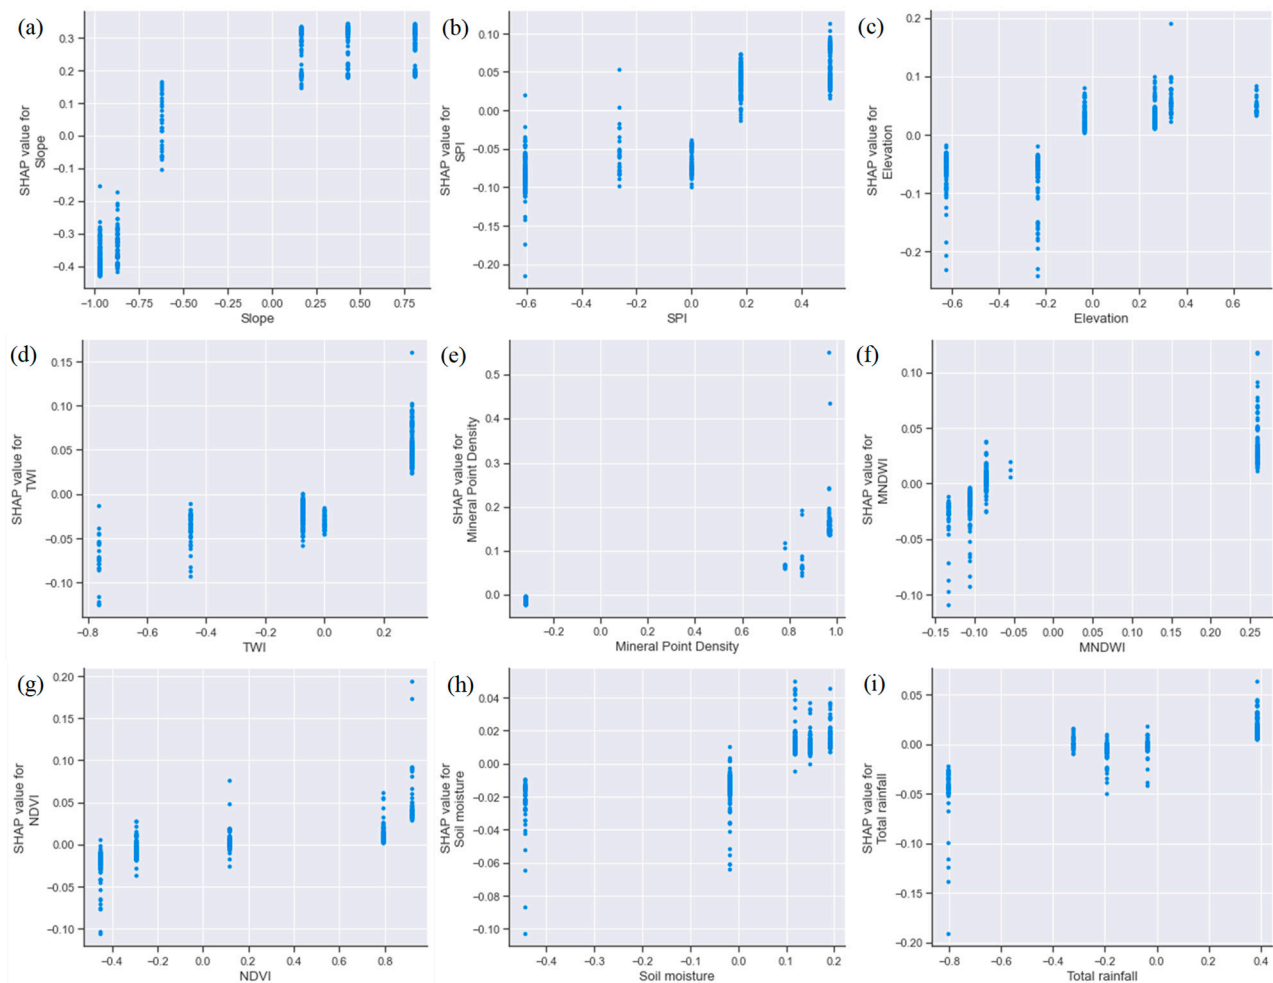 (a)
SHAP value for
Slope
0.3
0.2
0.1
0.0
−0.1
−0.2
−0.3
−0.4
−1.00 −0.75 −0.50 −0.25 0.00 0.25 0.50 0.75
Slope
(b)
SHAP value for
SPI
0.10
0.05
0.00
−0.05
−0.10
−0.15
−0.20
−0.6 −0.4 −0.2 0.0 0.2 0.4
SPI
(c)
SHAP value for
Elevation
0.2
0.1
0.0
−0.1
−0.2
−0.6 −0.4 −0.2 0.0 0.2 0.4 0.6
Elevation
(d)
SHAP value for
TWI
0.15
0.10
0.05
0.00
−0.05
−0.10
−0.8 −0.6 −0.4 −0.2 0.0 0.2
TWI
(e)
SHAP value for
Mineral Point Density
0.5
0.4
0.3
0.2
0.1
0.0
−0.2 0.0 0.2 0.4 0.6 0.8 1.0
Mineral Point Density
(f)
SHAP value for
MNDWI
0.10
0.05
0.00
−0.05
−0.10
−0.15 −0.10 −0.05 0.00 0.05 0.10 0.15 0.20 0.25
MNDWI
(g)
SHAP value for
NDVI
0.20
0.15
0.10
0.05
0.00
−0.05
−0.10
−0.4 −0.2 0.0 0.2 0.4 0.6 0.8
NDVI
(h)
SHAP value for
Soil moisture
0.04
0.02
0.00
−0.02
−0.04
−0.06
−0.08
−0.10
−0.4 −0.3 −0.2 −0.1 0.0 0.1 0.2
Soil moisture
(i)
SHAP value for
Total rainfall
0.05
0.00
−0.05
−0.10
−0.15
−0.20
−0.8 −0.6 −0.4 −0.2 0.0 0.2 0.4
Total rainfall